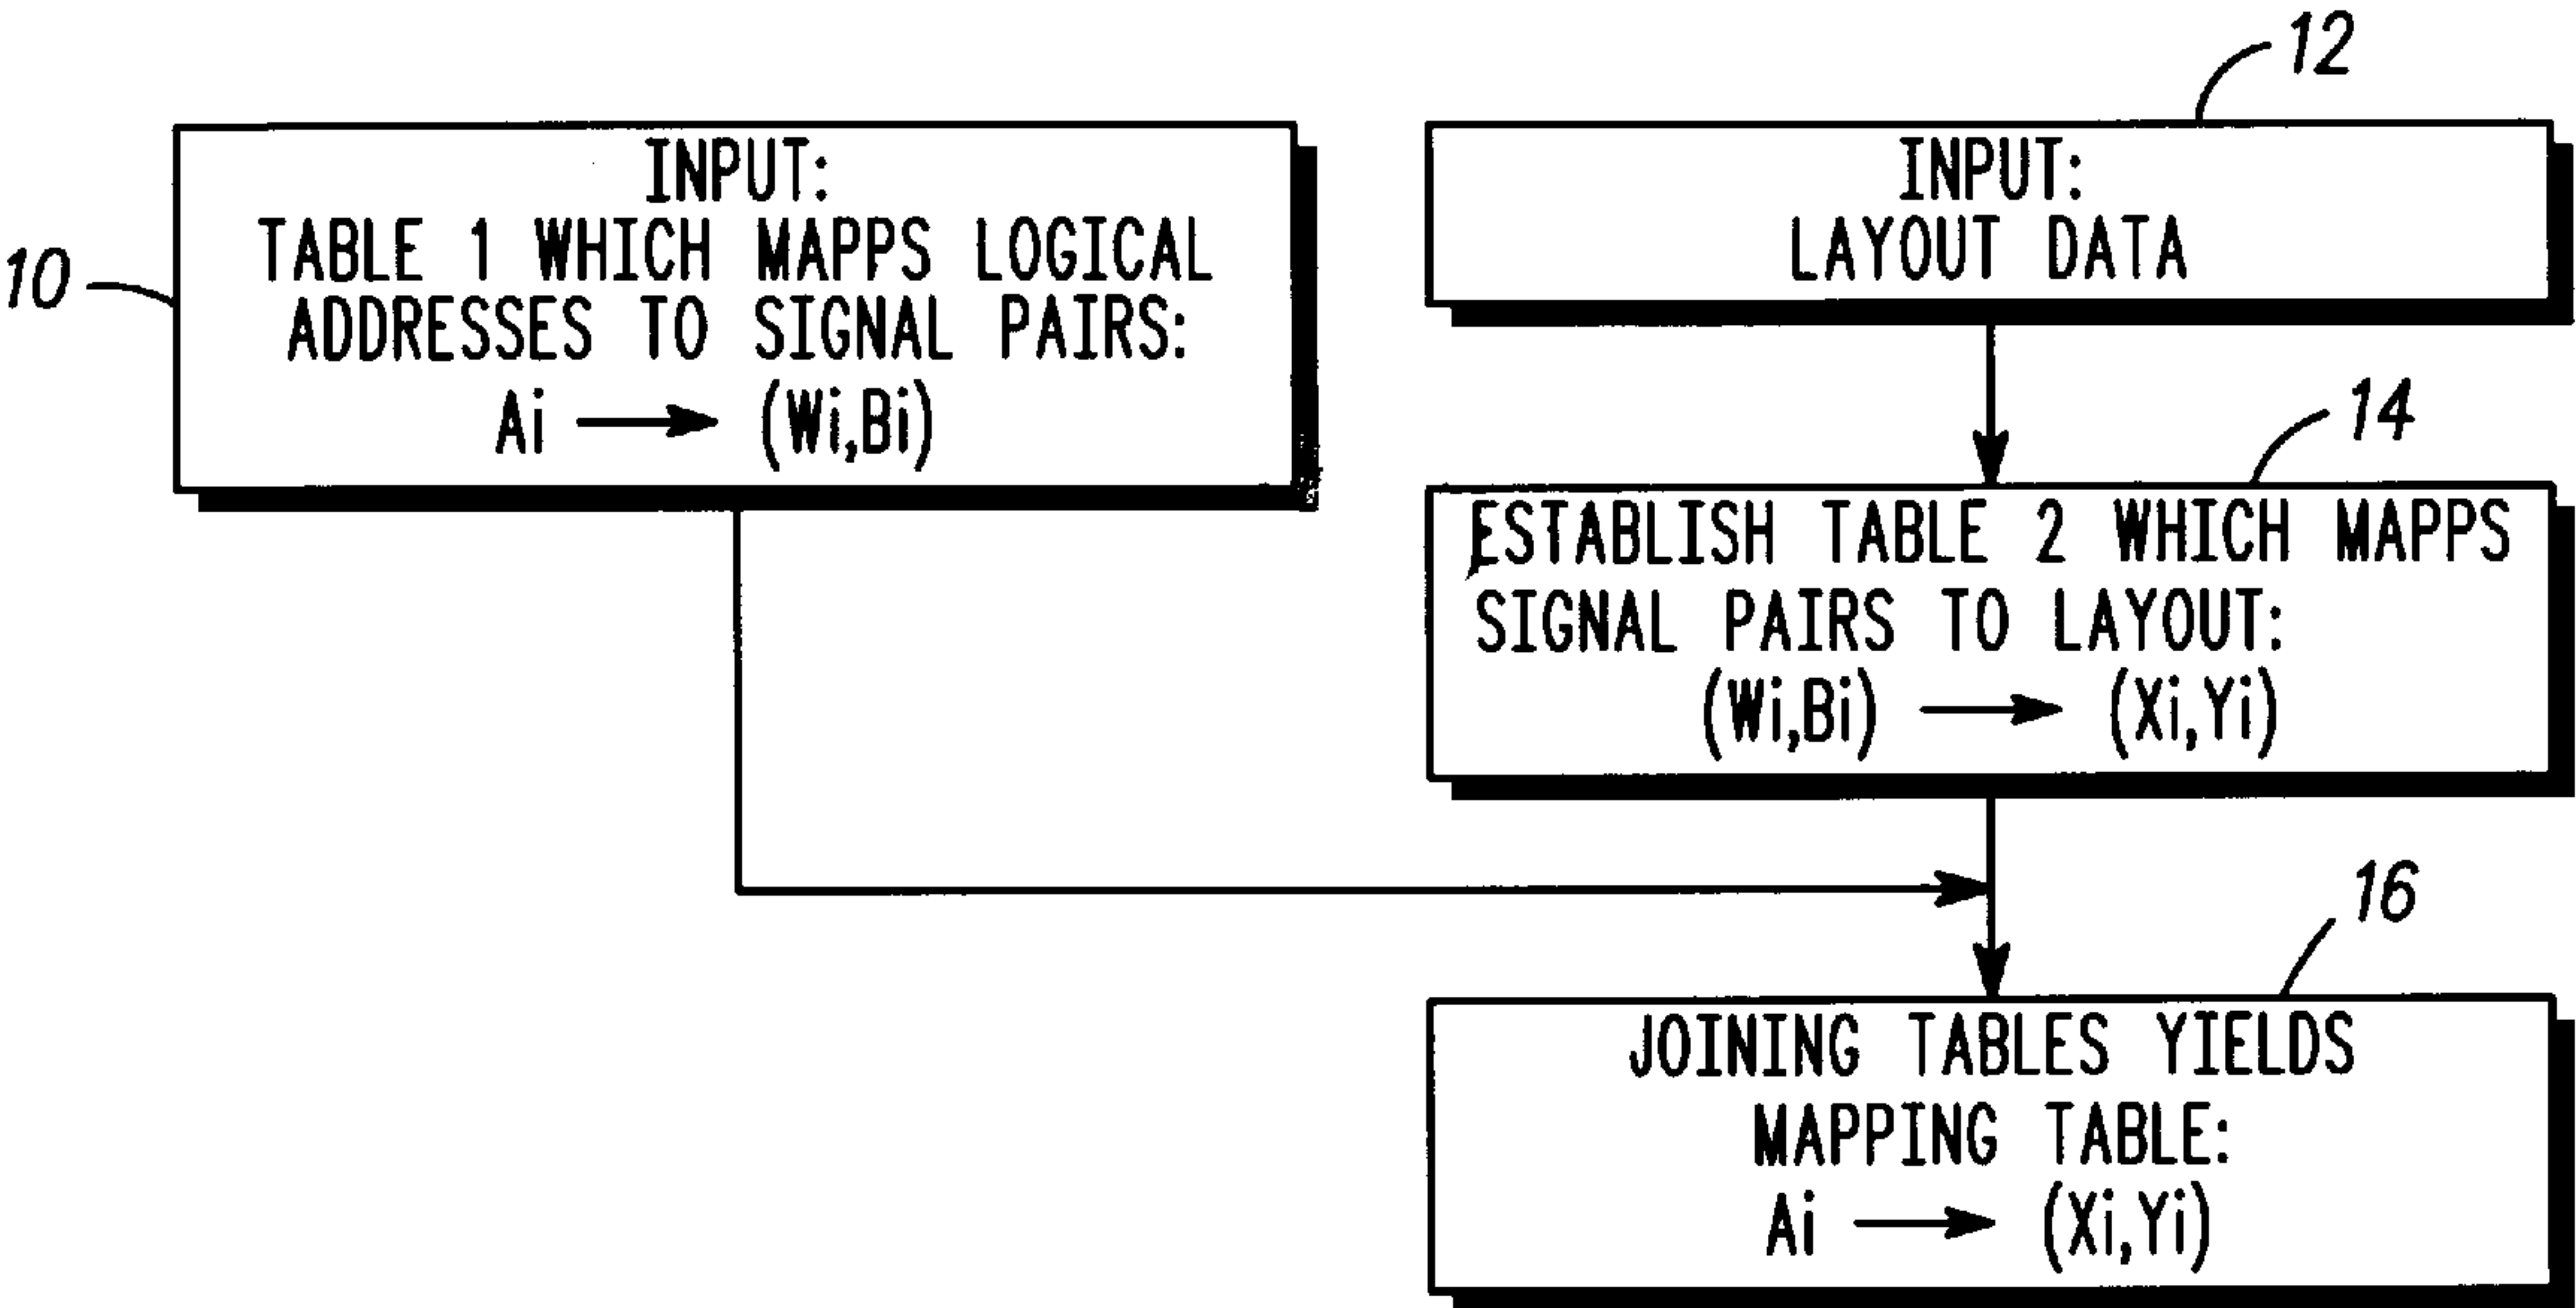 10
INPUT:
TABLE 1 WHICH MAPPS LOGICAL
ADDRESSES TO SIGNAL PAIRS:
Ai → (Wi,Bi)
12
INPUT:
LAYOUT DATA
14
ESTABLISH TABLE 2 WHICH MAPPS
SIGNAL PAIRS TO LAYOUT:
(Wi,Bi) → (Xi,Yi)
16
JOINING TABLES YIELDS
MAPPING TABLE:
Ai → (Xi,Yi)